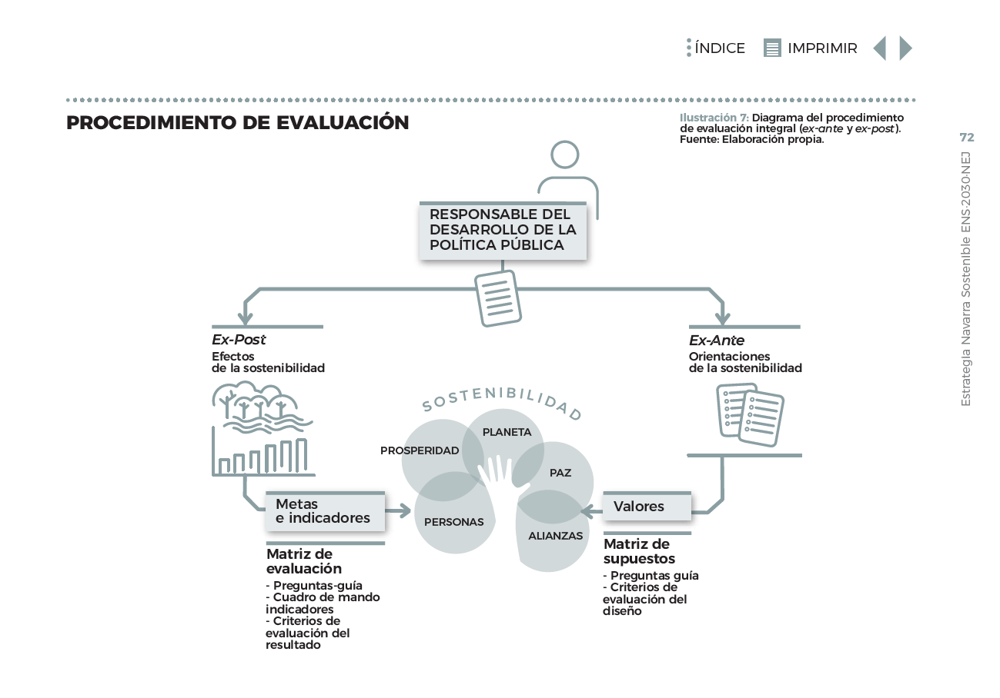 ÍNDICE
IMPRIMIR
PROCEDIMIENTO DE EVALUACIÓN
Ilustración 7: Diagrama del procedimiento
de evaluación integral (ex-ante y ex-post).
Fuente: Elaboración propia.
72
Estrategia Navarra Sostenible ENS·2030·NEJ
RESPONSABLE DEL
DESARROLLO DE LA
POLÍTICA PÚBLICA
Ex-Post
Efectos
de la sostenibilidad
Ex-Ante
Orientaciones
de la sostenibilidad
SOSTENIBILIDAD
PLANETA
PROSPERIDAD
PAZ
PERSONAS
ALIANZAS
Metas
e indicadores
Matriz de
evaluación
- Preguntas-guía
- Cuadro de mando
indicadores
- Criterios de
evaluación del
resultado
Valores
Matriz de
supuestos
- Preguntas guía
- Criterios de
evaluación del
diseño